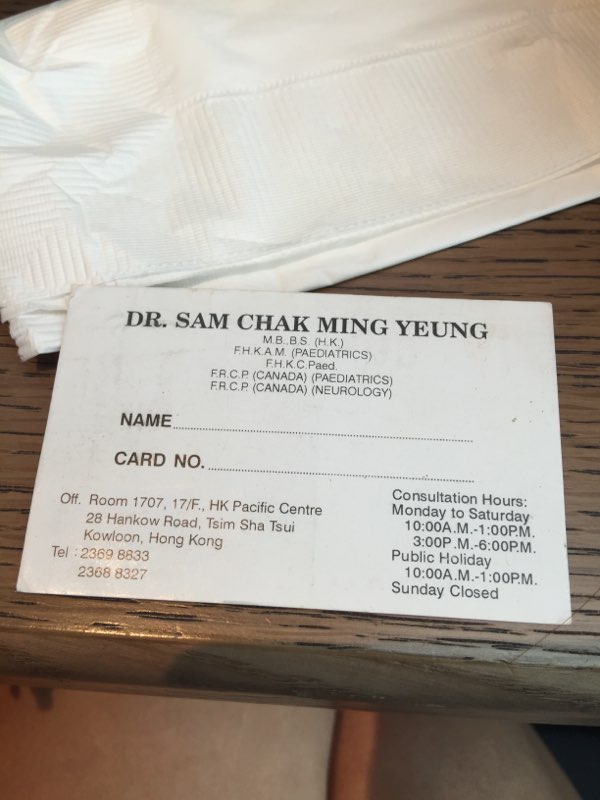 DR. SAM CHAK MING YEUNG
M.B.,B.S. (H.K.)
F.H.K.A.M. (PAEDIATRICS)
F.H.K.C.Paed.
F.R.C.P. (CANADA) (PAEDIATRICS)
F.R.C.P. (CANADA) (NEUROLOGY)
NAME
CARD NO.
Off. Room 1707, 17/F., HK Pacific Centre
28 Hankow Road, Tsim Sha Tsui
Kowloon, Hong Kong
Tel : 2369 8633
2368 8327
Consultation Hours:
Monday to Saturday
10:00A.M.-1:00P.M.
3:00P.M.-6:00P.M.
Public Holiday
10:00A.M.-1:00P.M.
Sunday Closed